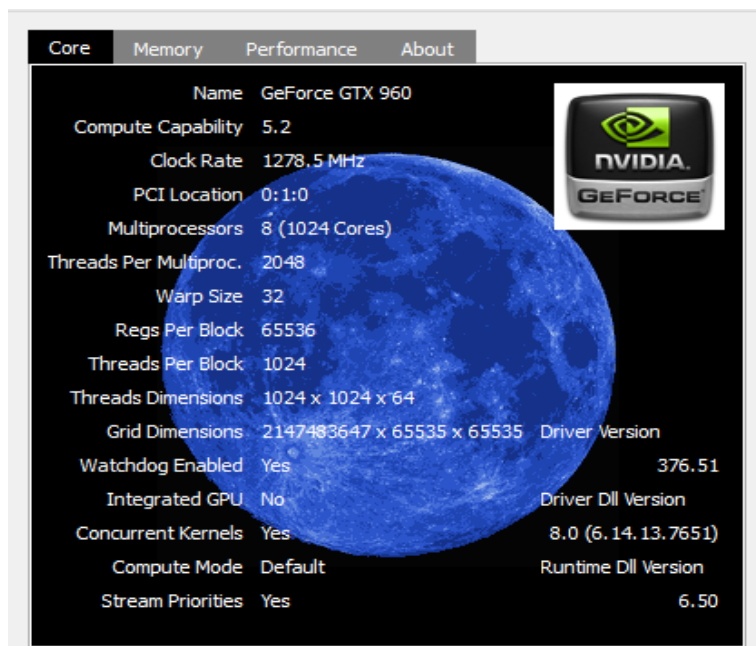 Core Memory Performance About
Name GeForce GTX 960
Compute Capability 5.2
Clock Rate 1278.5 MHz
PCI Location 0:1:0
Multiprocessors 8 (1024 Cores)
Threads Per Multiproc. 2048
Warp Size 32
Regs Per Block 65536
Threads Per Block 1024
Threads Dimensions 1024 x 1024 x 64
Grid Dimensions 2147483647 x 65535 x 65535 Driver Version
Watchdog Enabled Yes 376.51
Integrated GPU No Driver Dll Version
Concurrent Kernels Yes 8.0 (6.14.13.7651)
Compute Mode Default Runtime Dll Version
Stream Priorities Yes 6.50
NVIDIA.
GEFORCE